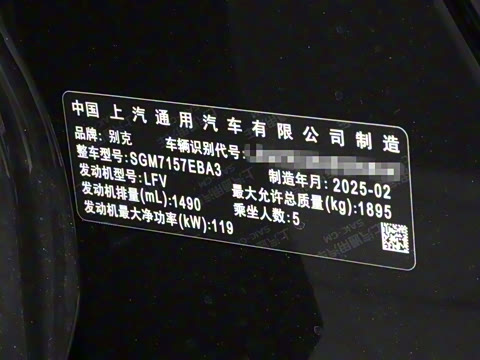 中国 上汽通用汽车有限公司制造
品牌: 别克 车辆识别代号:
整车型号: SGM7157EBA3 制造年月: 2025-02
发动机型号: LFV 最大允许总质量(kg): 1895
发动机排量(mL): 1490 乘坐人数: 5
发动机最大净功率(kW): 119